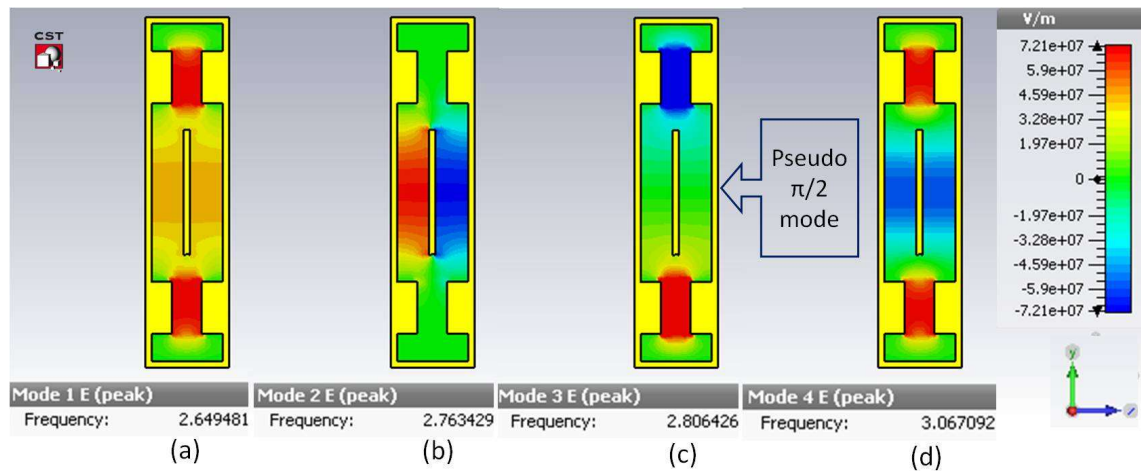 CST
V/m
7.21e+07
5.9e+07
4.59e+07
3.28e+07
1.97e+07
0
-1.97e+07
-3.28e+07
-4.59e+07
-5.9e+07
-7.21e+07
Pseudo
π/2
mode
y
Mode 1 E (peak)
Frequency: 2.649481
Mode 2 E (peak)
Frequency: 2.763429
Mode 3 E (peak)
Frequency: 2.806426
Mode 4 E (peak)
Frequency: 3.067092
(a)
(b)
(c)
(d)